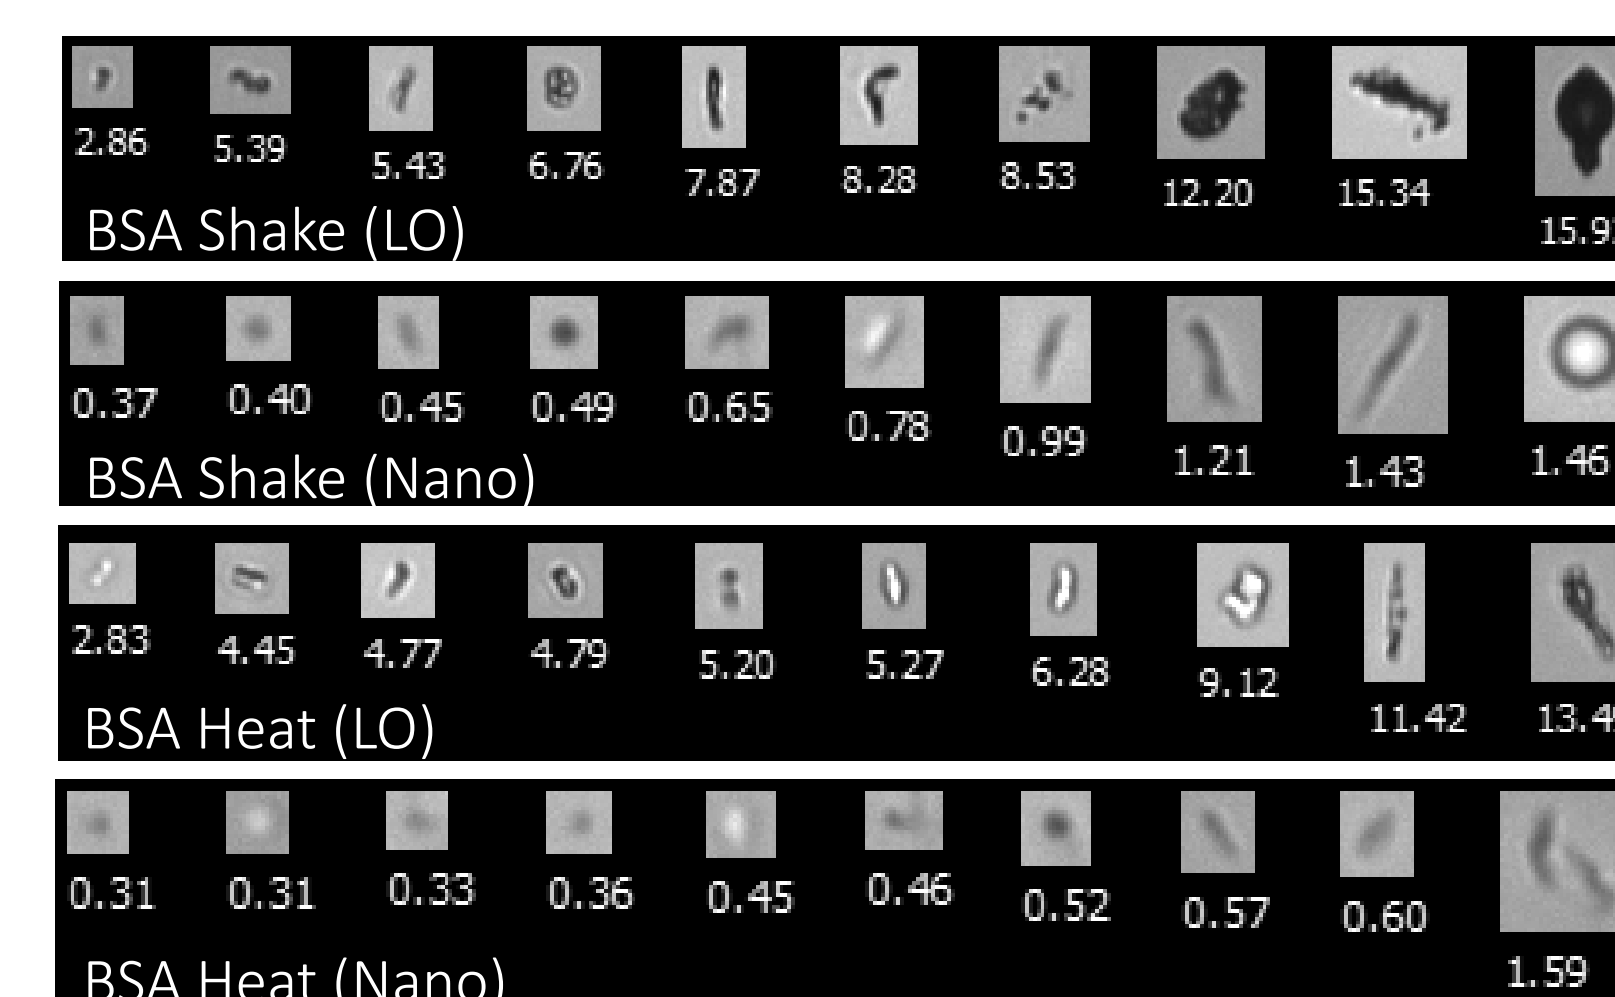 2.86 5.39 5.43 6.76 7.87 8.28 8.53 12.20 15.34
BSA Shake (LO)
0.37 0.40 0.45 0.49 0.65 0.78 0.99 1.21 1.43 1.46
BSA Shake (Nano)
2.83 4.45 4.77 4.79 5.20 5.27 6.28 9.12 11.42
BSA Heat (LO)
0.31 0.31 0.33 0.36 0.45 0.46 0.52 0.57 0.60 1.59
BSA Heat (Nano)